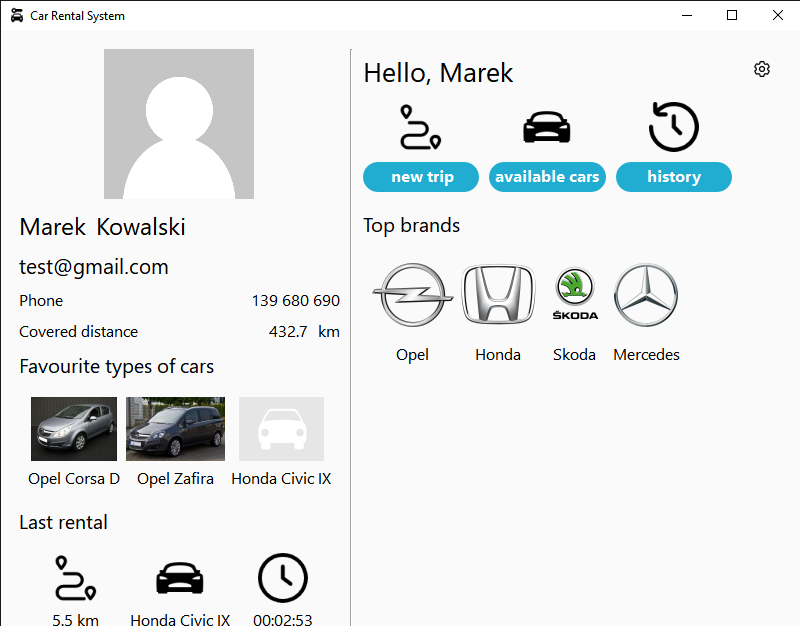 Car Rental System
Marek Kowalski
test@gmail.com
Phone 139 680 690
Covered distance 432.7 km
Favourite types of cars
Opel Corsa D Opel Zafira Honda Civic IX
Last rental
5.5 km Honda Civic IX 00:02:53
Hello, Marek
new trip available cars history
Top brands
ŠKODA
Opel Honda Skoda Mercedes